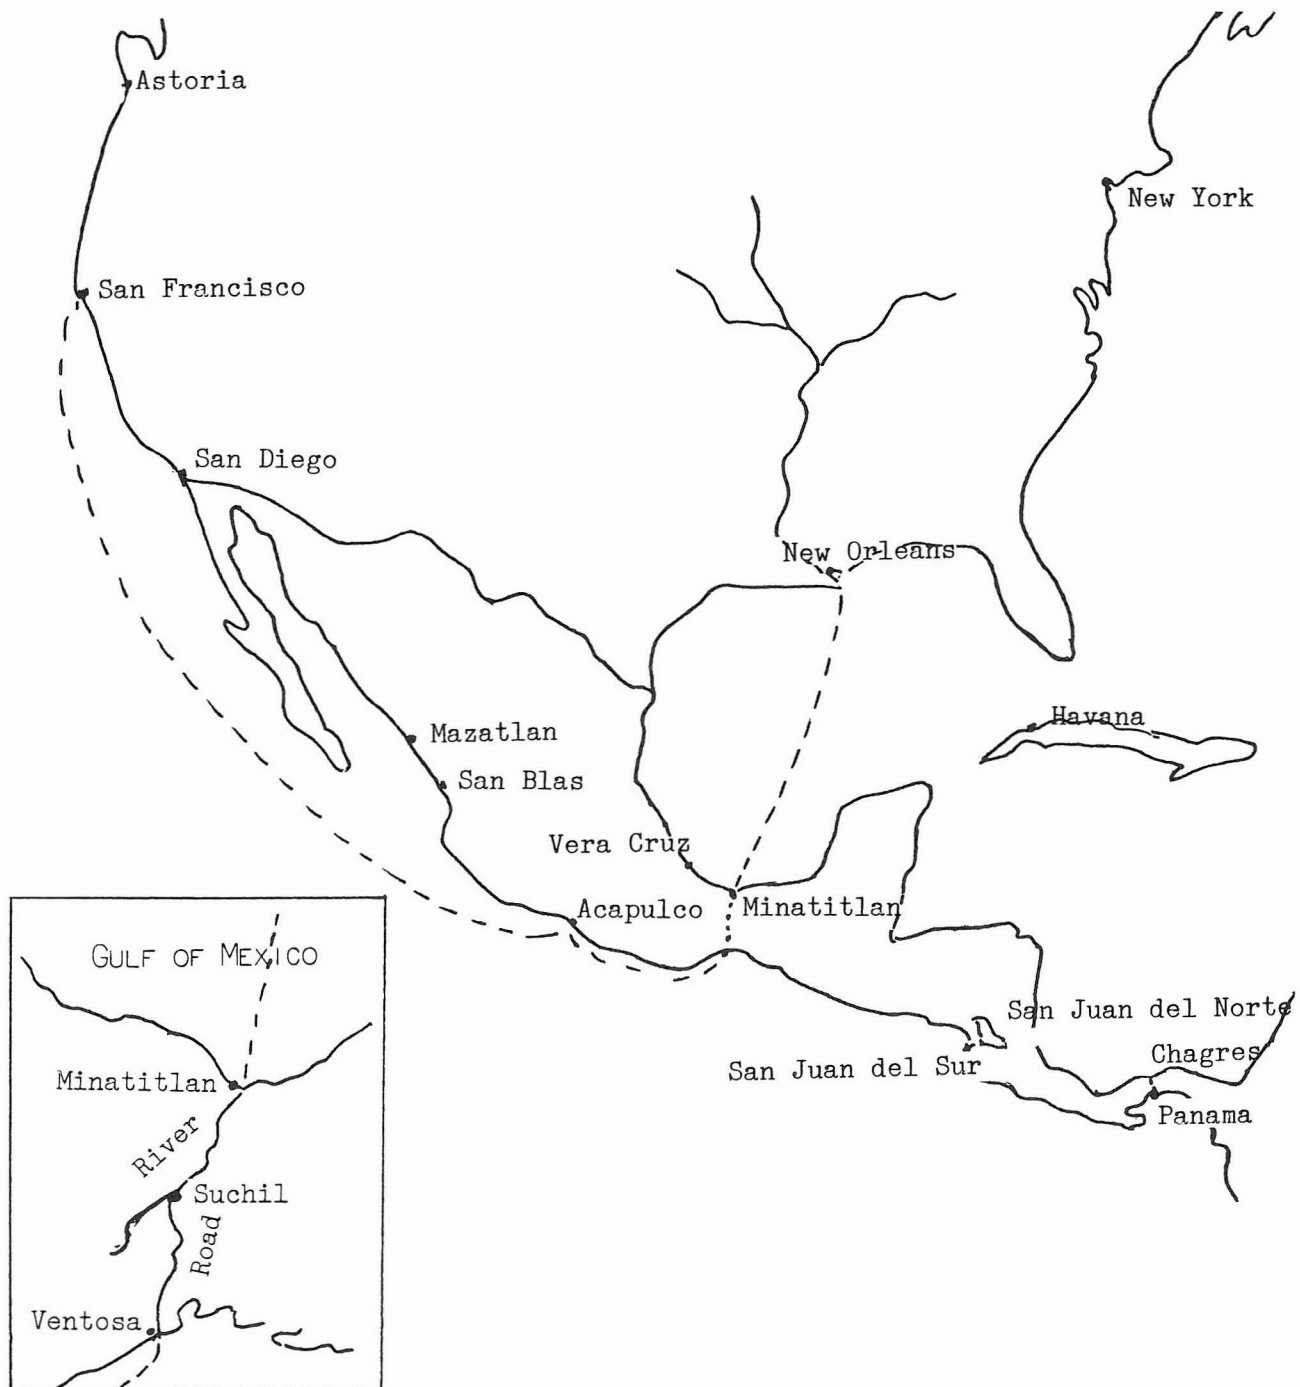 Astoria
New York
San Francisco
San Diego
New Orleans
Havana
Mazatlan
San Blas
Vera Cruz
Acapulco
Minatitlan
San Juan del Norte
Chagres
San Juan del Sur
Panama
GULF OF MEXICO
Minatitlan
River
Suchil
Road
Ventosa